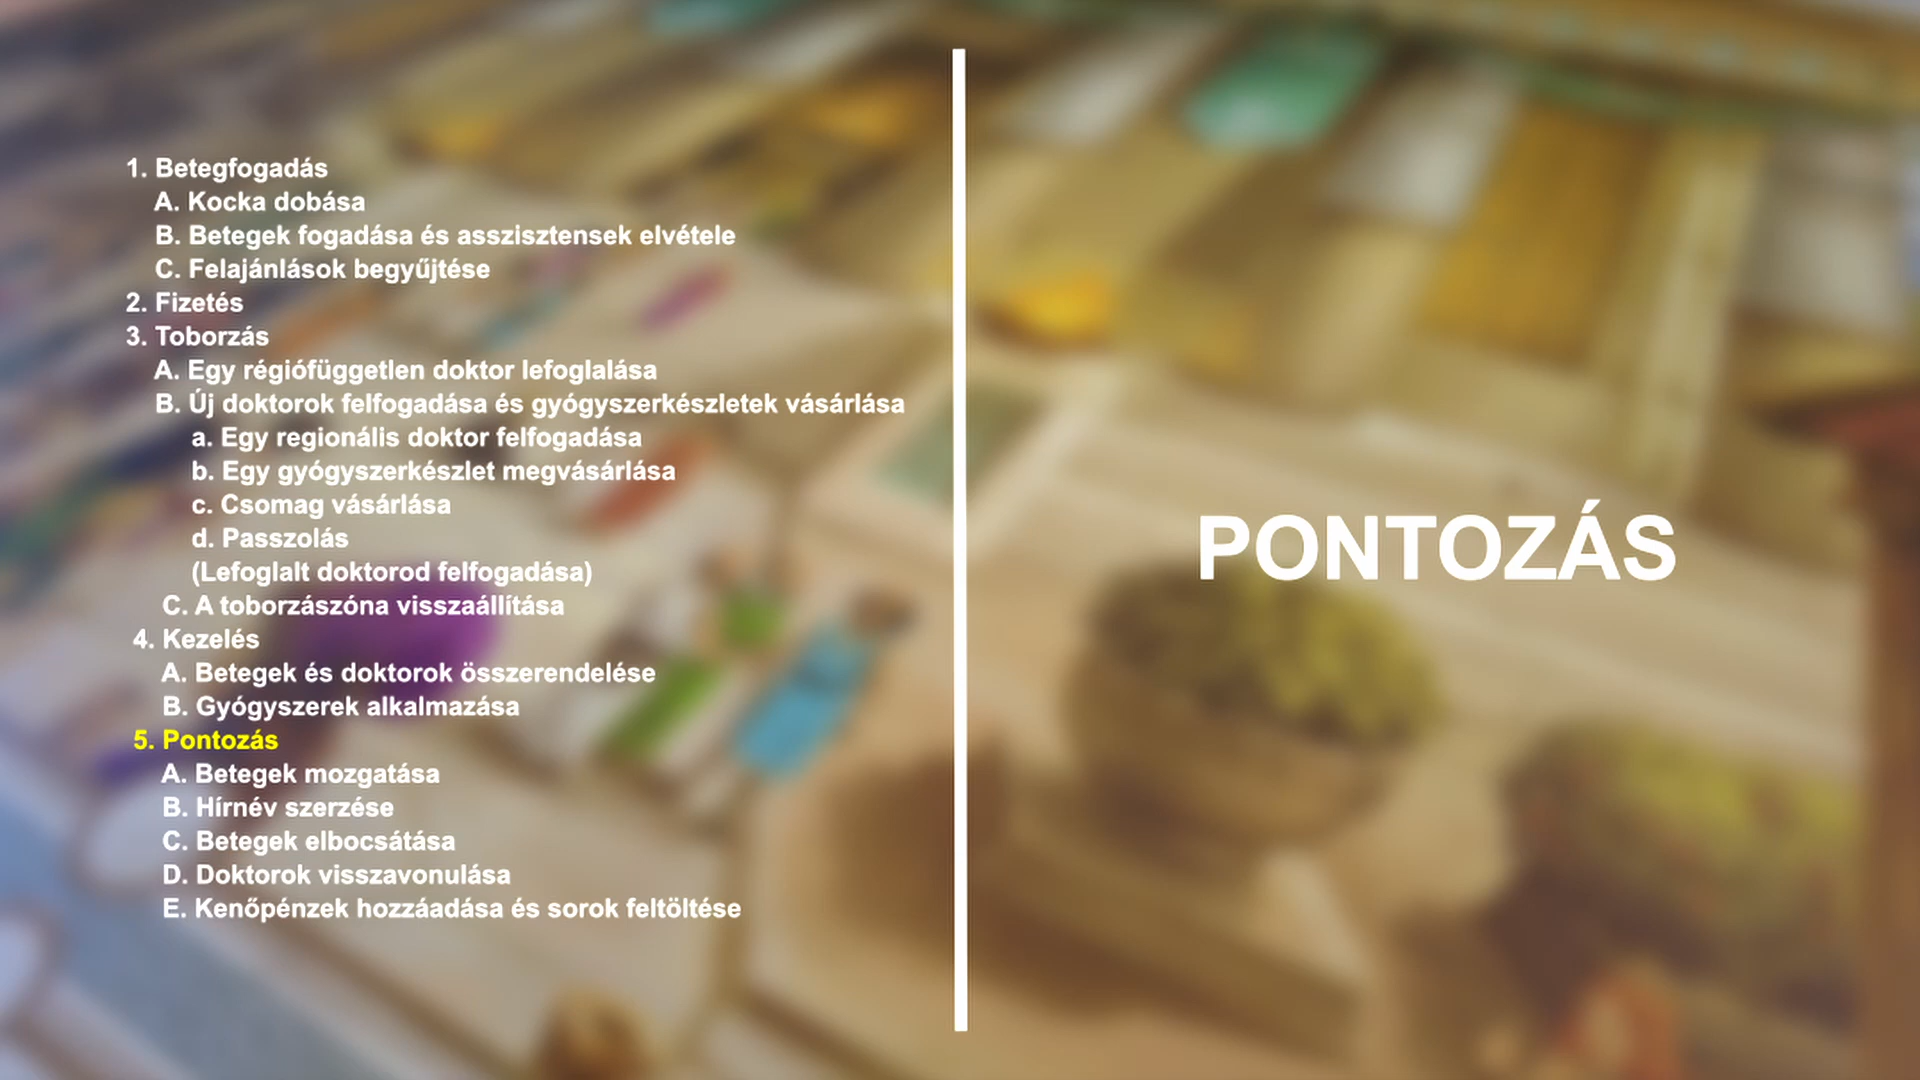 1. Betegfogadás
A. Kocka dobása
B. Betegek fogadása és asszisztensek elvétele
C. Felajánlások begyűjtése
2. Fizetés
3. Toborzás
A. Egy régiófüggetlen doktor lefoglalása
B. Új doktorok felfogadása és gyógyszerkészletek vásárlása
a. Egy regionális doktor felfogadása
b. Egy gyógyszerkészlet megvásárlása
c. Csomag vásárlása
d. Passzolás
(Lefoglalt doktorod felfogadása)
C. A toborzászóna visszaállítása
4. Kezelés
A. Betegek és doktorok összerendelése
B. Gyógyszerek alkalmazása
5. Pontozás
A. Betegek mozgatása
B. Hírnév szerzése
C. Betegek elbocsátása
D. Doktorok visszavonulása
E. Kenőpénzek hozzáadása és sorok feltöltése
PONTOZÁS